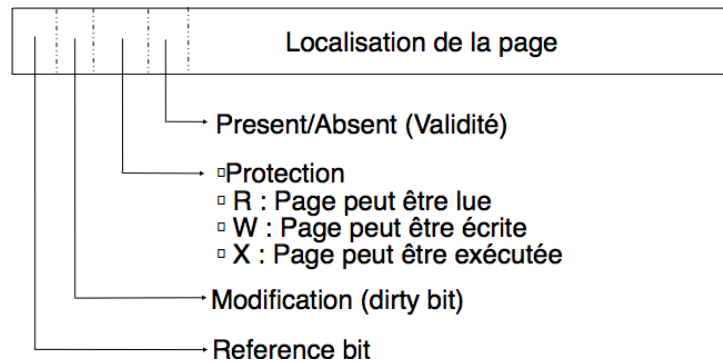 Localisation de la page
Present/Absent (Validité)
Protection
R : Page peut être lue
W : Page peut être écrite
X : Page peut être exécutée
Modification (dirty bit)
Reference bit